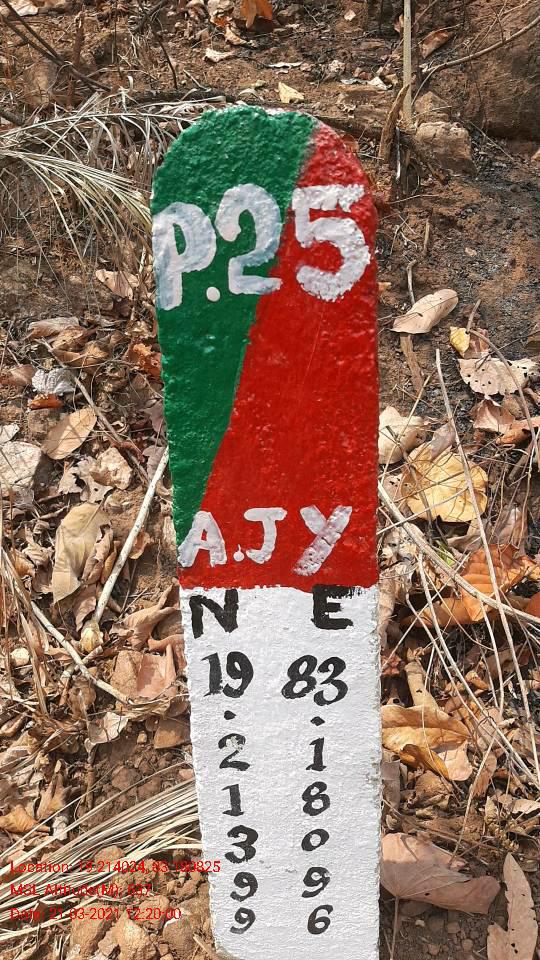 P.25
A.JY
N E
19 83
. .
2 1
1 8
3 0
9 9
9 6
Location: 19.214024, 83.180825
MSL Altitude(M): 637
Date: 21-03-2021 12:20:00